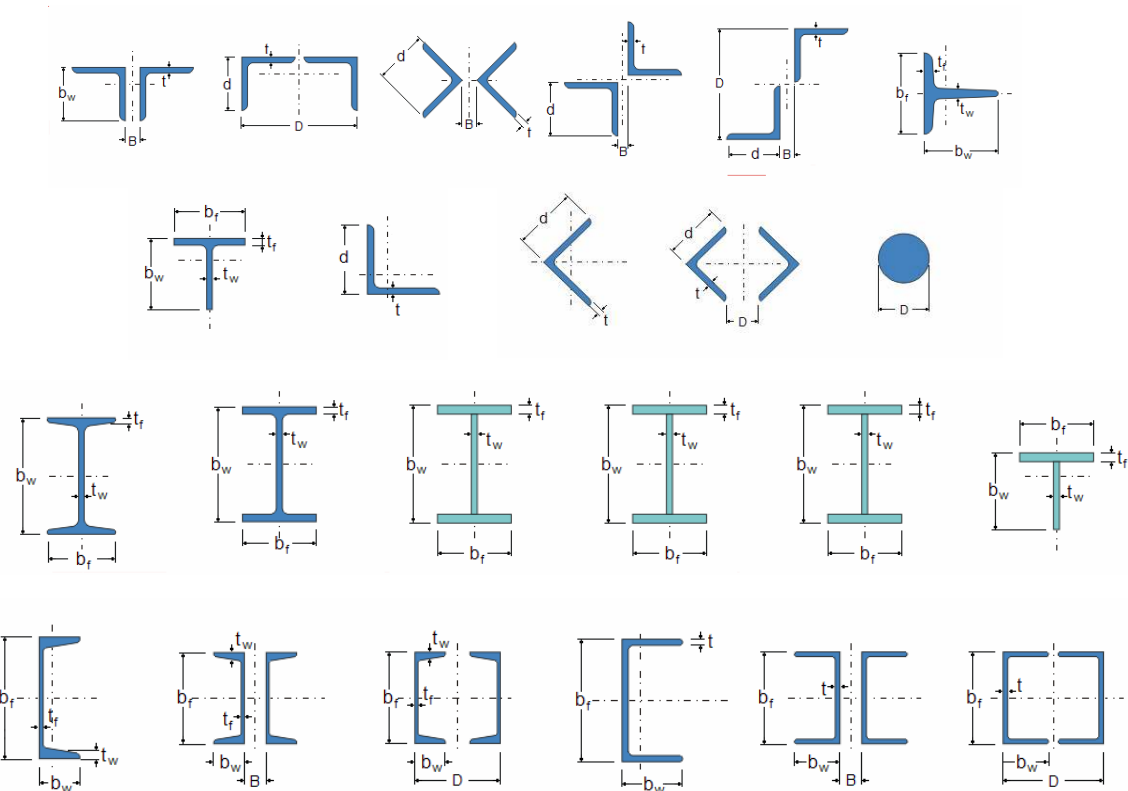 b_w t B
t d D
d B t
t d B
t D d B
t_f b_f t_w b_w
b_f t_f b_w t_w
d t
d t
d t D
D
t_f b_w t_w b_f
t_f t_w b_w b_f
t_f t_w b_w b_f
t_f t_w b_w b_f
t_f t_w b_w b_f
b_f t_f b_w t_w
b_f t_f t_w b_w
t_w b_f t_f b_w B
t_w b_f t_f b_w D
t b_f b_w
b_f t b_w B
b_f t b_w D